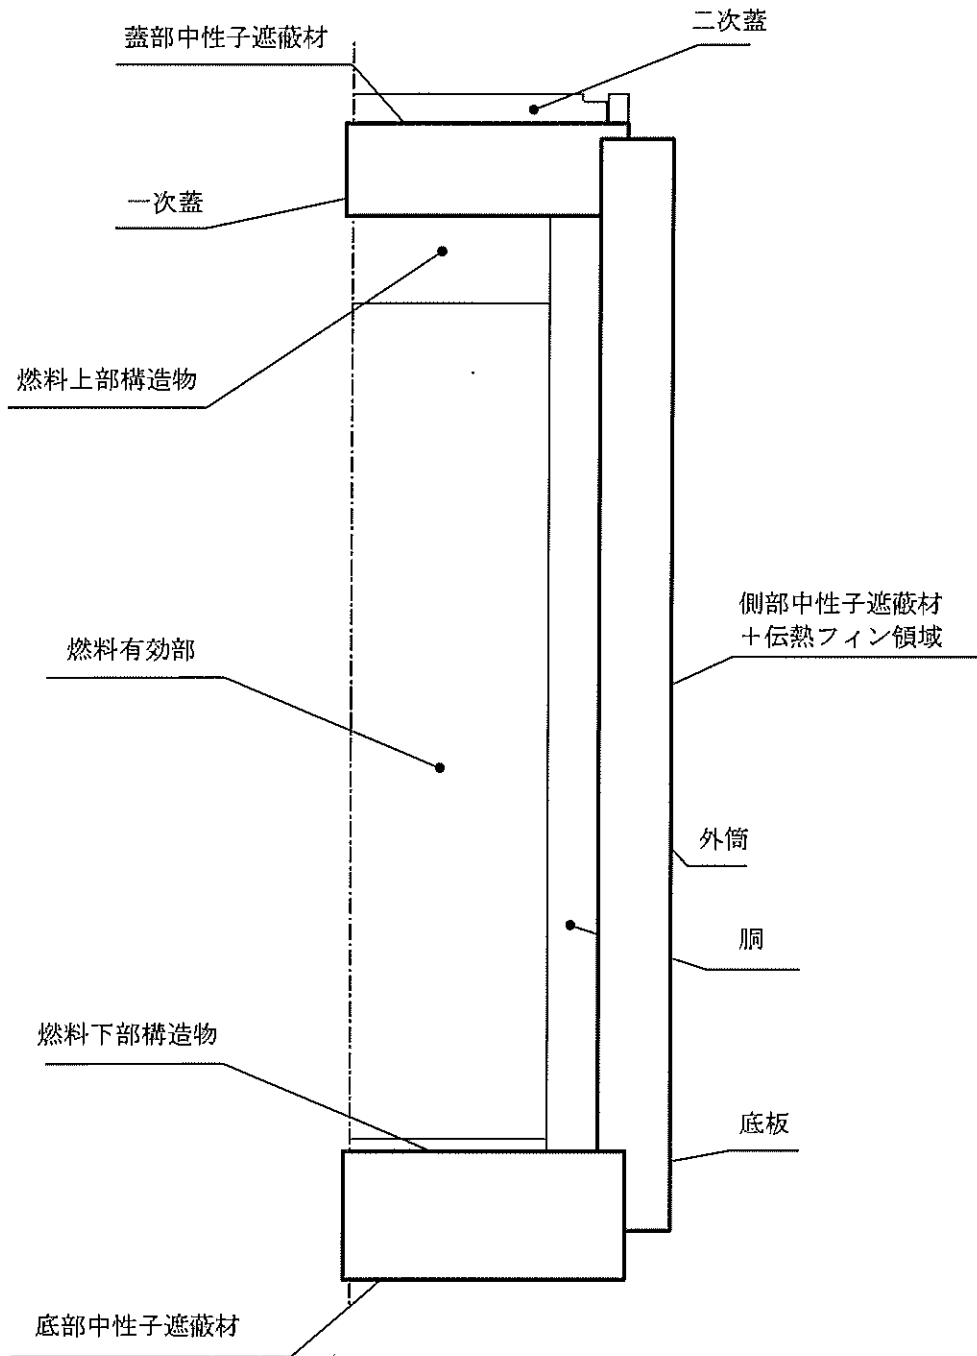 二次蓋
蓋部中性子遮蔽材
一次蓋
燃料上部構造物
側部中性子遮蔽材
+伝熱フィン領域
燃料有効部
外筒
胴
燃料下部構造物
底板
底部中性子遮蔽材